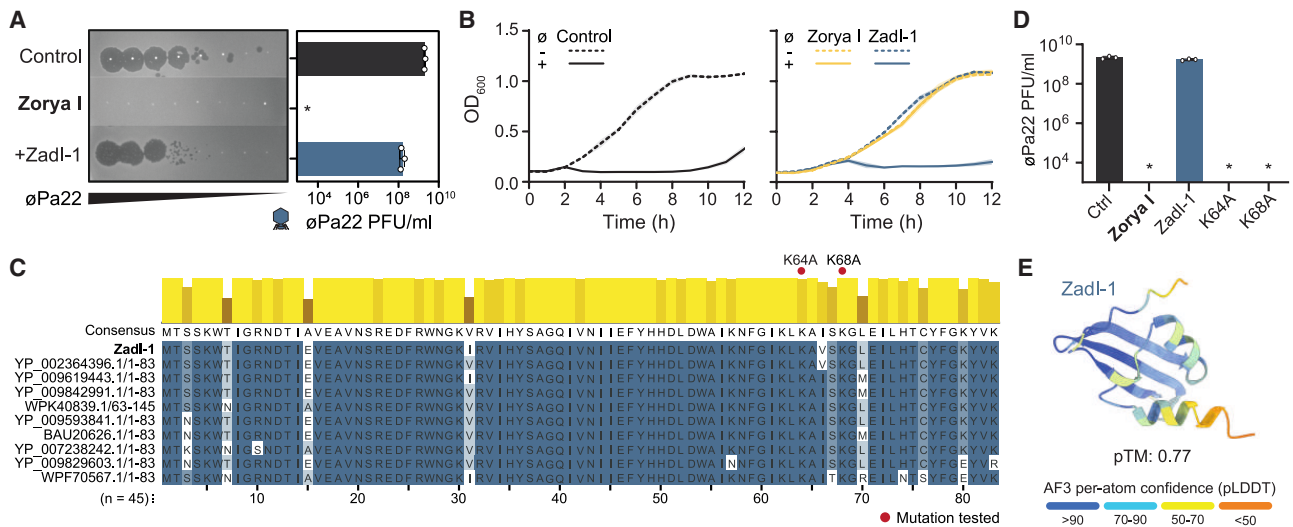 A
Control
Zorya I
+ZadI-1
øPa22
*
10⁴ 10⁶ 10⁸ 10¹⁰
øPa22 PFU/ml
B
ø Control
-
+
1.5
1.0
0.5
0.0
OD600
0 2 4 6 8 10 12
Time (h)
ø Zorya I ZadI-1
-
+
0 2 4 6 8 10 12
Time (h)
D
øPa22 PFU/ml
10¹⁰
10⁸
10⁶
10⁴
* * *
Ctrl Zorya I ZadI-1 K64A K68A
C
K64A K68A
Consensus MTSSKWTIGRNDTIAVEAVNSREDFRWNGKVRVIHYSAGQIVNIIEFYHHDLDWAIKNFGIKLKAISKGLEILHTCYFGKYVK
ZadI-1 MTSSKWTIGRNDTIEVEAVNSREDFRWNGKIRVIHYSAGQIVNIIEFYHHDLDWAIKNFGIKLKAVSKGLEILHTCYFGKYVK
YP_002364396.1/1-83
YP_009619443.1/1-83
YP_009842991.1/1-83
WPK40839.1/63-145
YP_009593841.1/1-83
BAU20626.1/1-83
YP_007238242.1/1-83
YP_009829603.1/1-83
WPF70567.1/1-83
(n = 45) 10 20 30 40 50 60 70 80
Mutation tested
E
ZadI-1
pTM: 0.77
AF3 per-atom confidence (pLDDT)
>90 70-90 50-70 <50